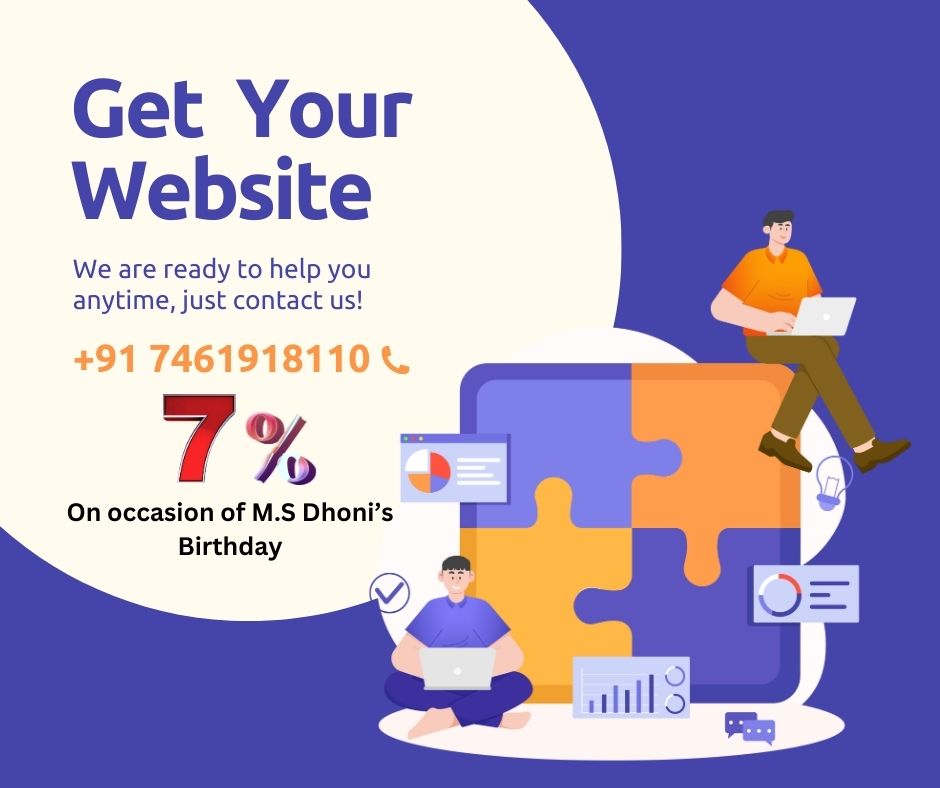 Get Your
Website
We are ready to help you
anytime, just contact us!
+91 7461918110
7%
On occasion of M.S Dhoni’s
Birthday